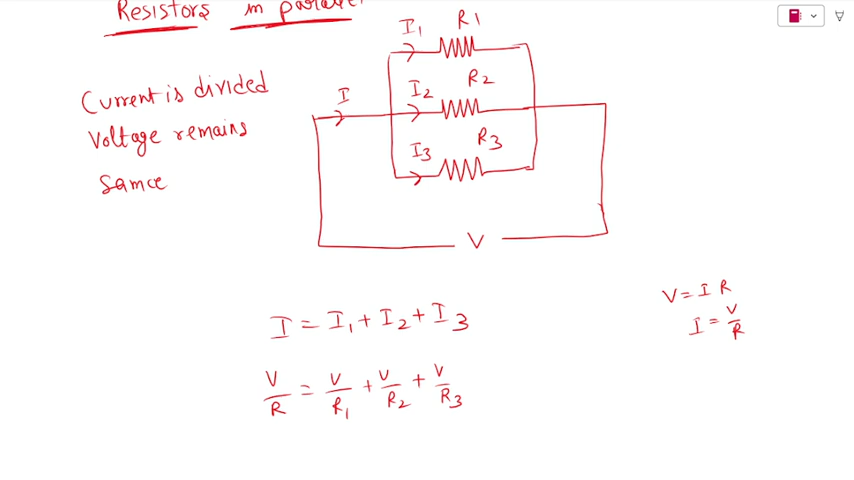 Resistors in parallel
I1 R1
Current is divided
Voltage remains
Samce
I
I2 R2
I3 R3
V
I = I1 + I2 + I3
V/R = V/R1 + V/R2 + V/R3
V = I R
I = V/R